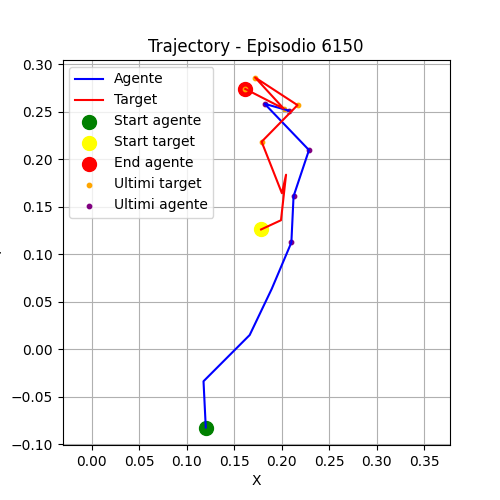 Trajectory - Episodio 6150
Agente
Target
Start agente
Start target
End agente
Ultimi target
Ultimi agente
0.30
0.25
0.20
0.15
0.10
0.05
0.00
−0.05
−0.10
0.00 0.05 0.10 0.15 0.20 0.25 0.30 0.35
X